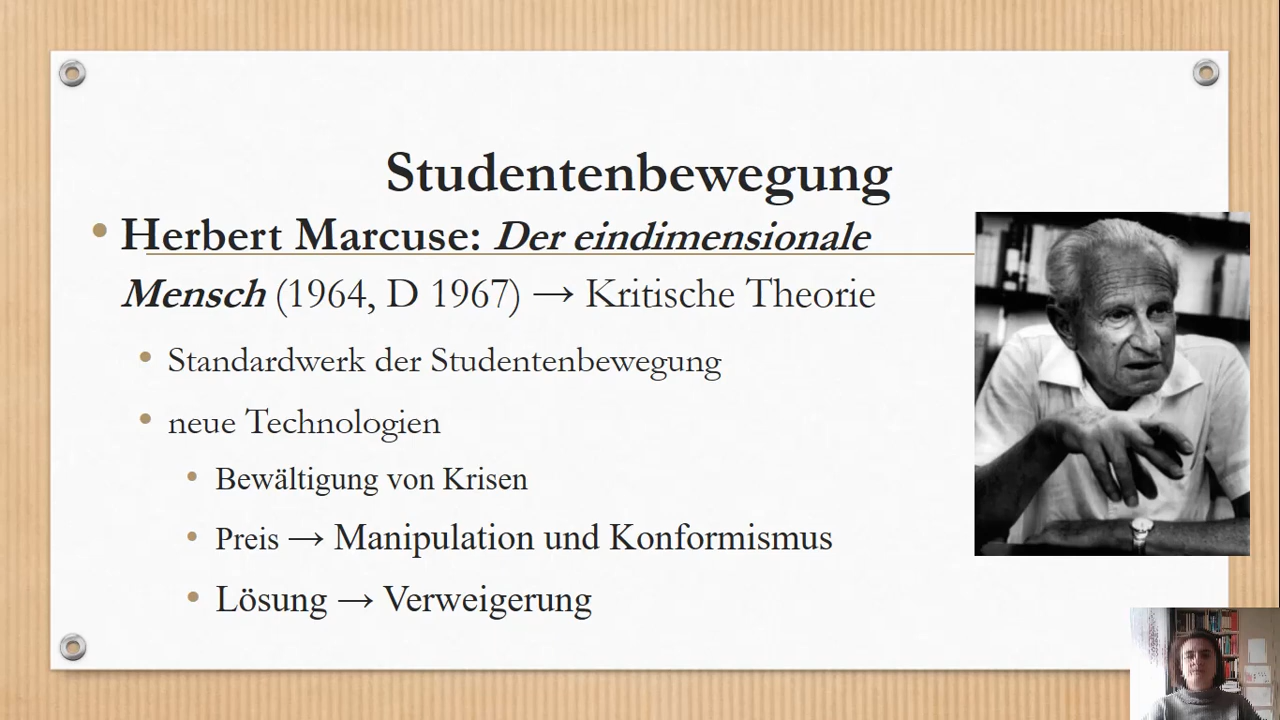 Studentenbewegung
Herbert Marcuse: Der eindimensionale
Mensch (1964, D 1967) → Kritische Theorie
Standardwerk der Studentenbewegung
neue Technologien
Bewältigung von Krisen
Preis → Manipulation und Konformismus
Lösung → Verweigerung